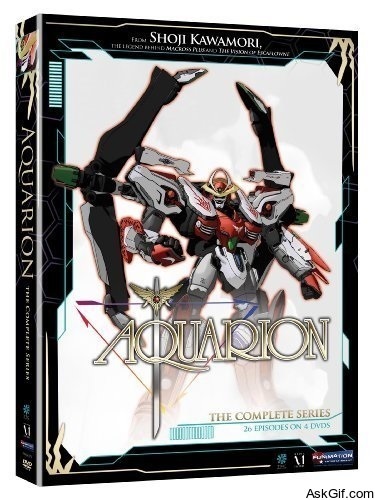 FROM SHOJI KAWAMORI,
THE LEGEND BEHIND MACROSS PLUS AND THE VISION OF ESCAFLOWNE
AQUARION
THE COMPLETE SERIES
26 EPISODES ON 4 DVDS
FUNIMATION
AQUARION
THE COMPLETE SERIES
AskGif.com